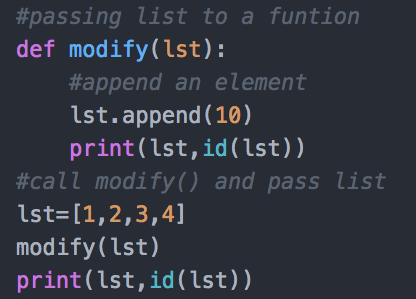 #passing list to a funtion
def modify(lst):
    #append an element
    lst.append(10)
    print(lst,id(lst))
#call modify() and pass list
lst=[1,2,3,4]
modify(lst)
print(lst,id(lst))